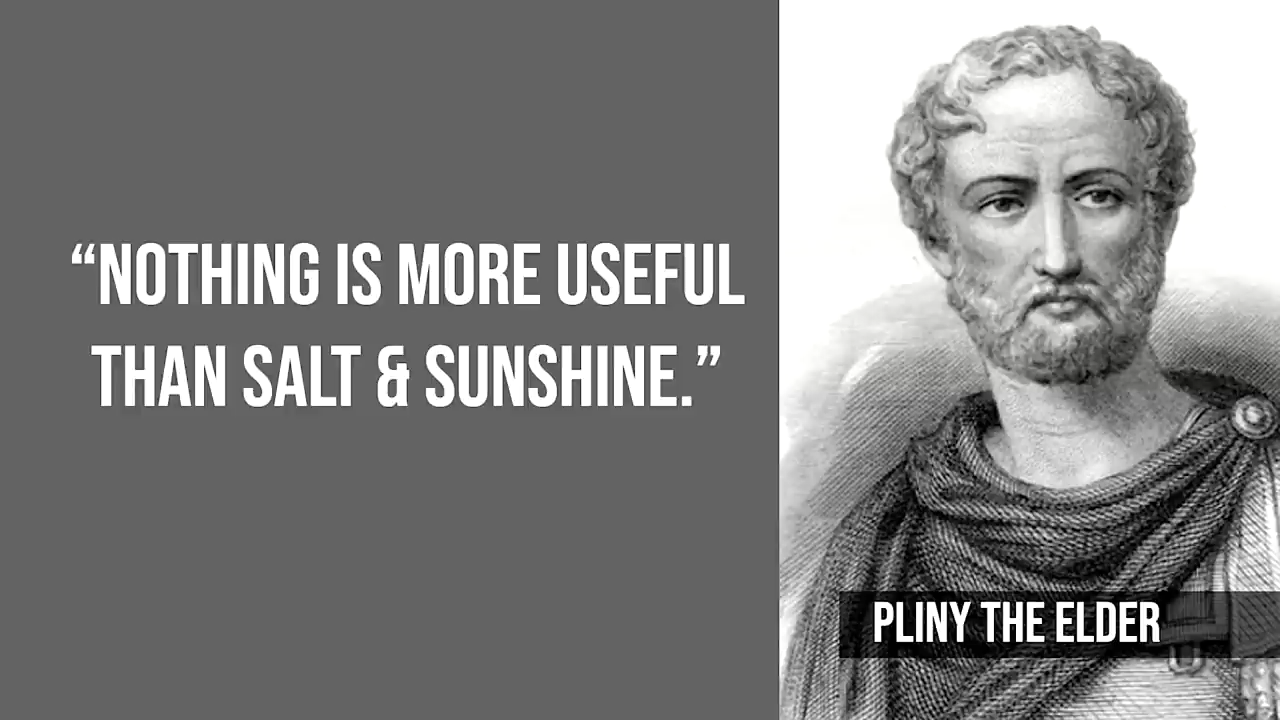 “NOTHING IS MORE USEFUL
THAN SALT & SUNSHINE.”
PLINY THE ELDER